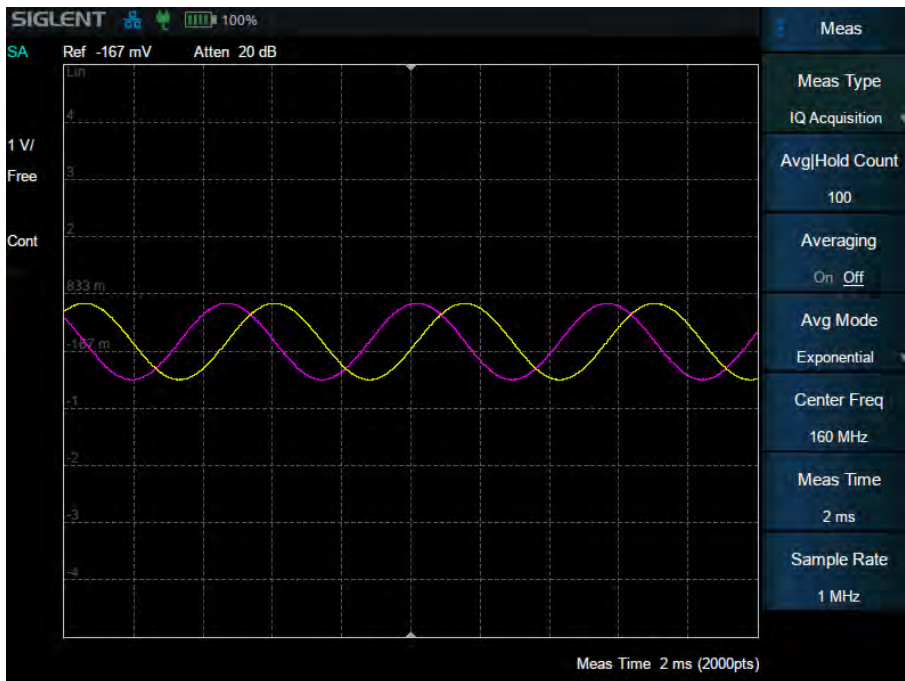 SIGLENT 100%
Meas
SA Ref -167 mV Atten 20 dB
Lin
Meas Type
IQ Acquisition
4
1 V/
Avg|Hold Count
100
Free
3
Cont
2
Averaging
On Off
833 m
Avg Mode
Exponential
-167 m
Center Freq
160 MHz
-1
-2
Meas Time
2 ms
-3
Sample Rate
1 MHz
-4
Meas Time 2 ms (2000pts)